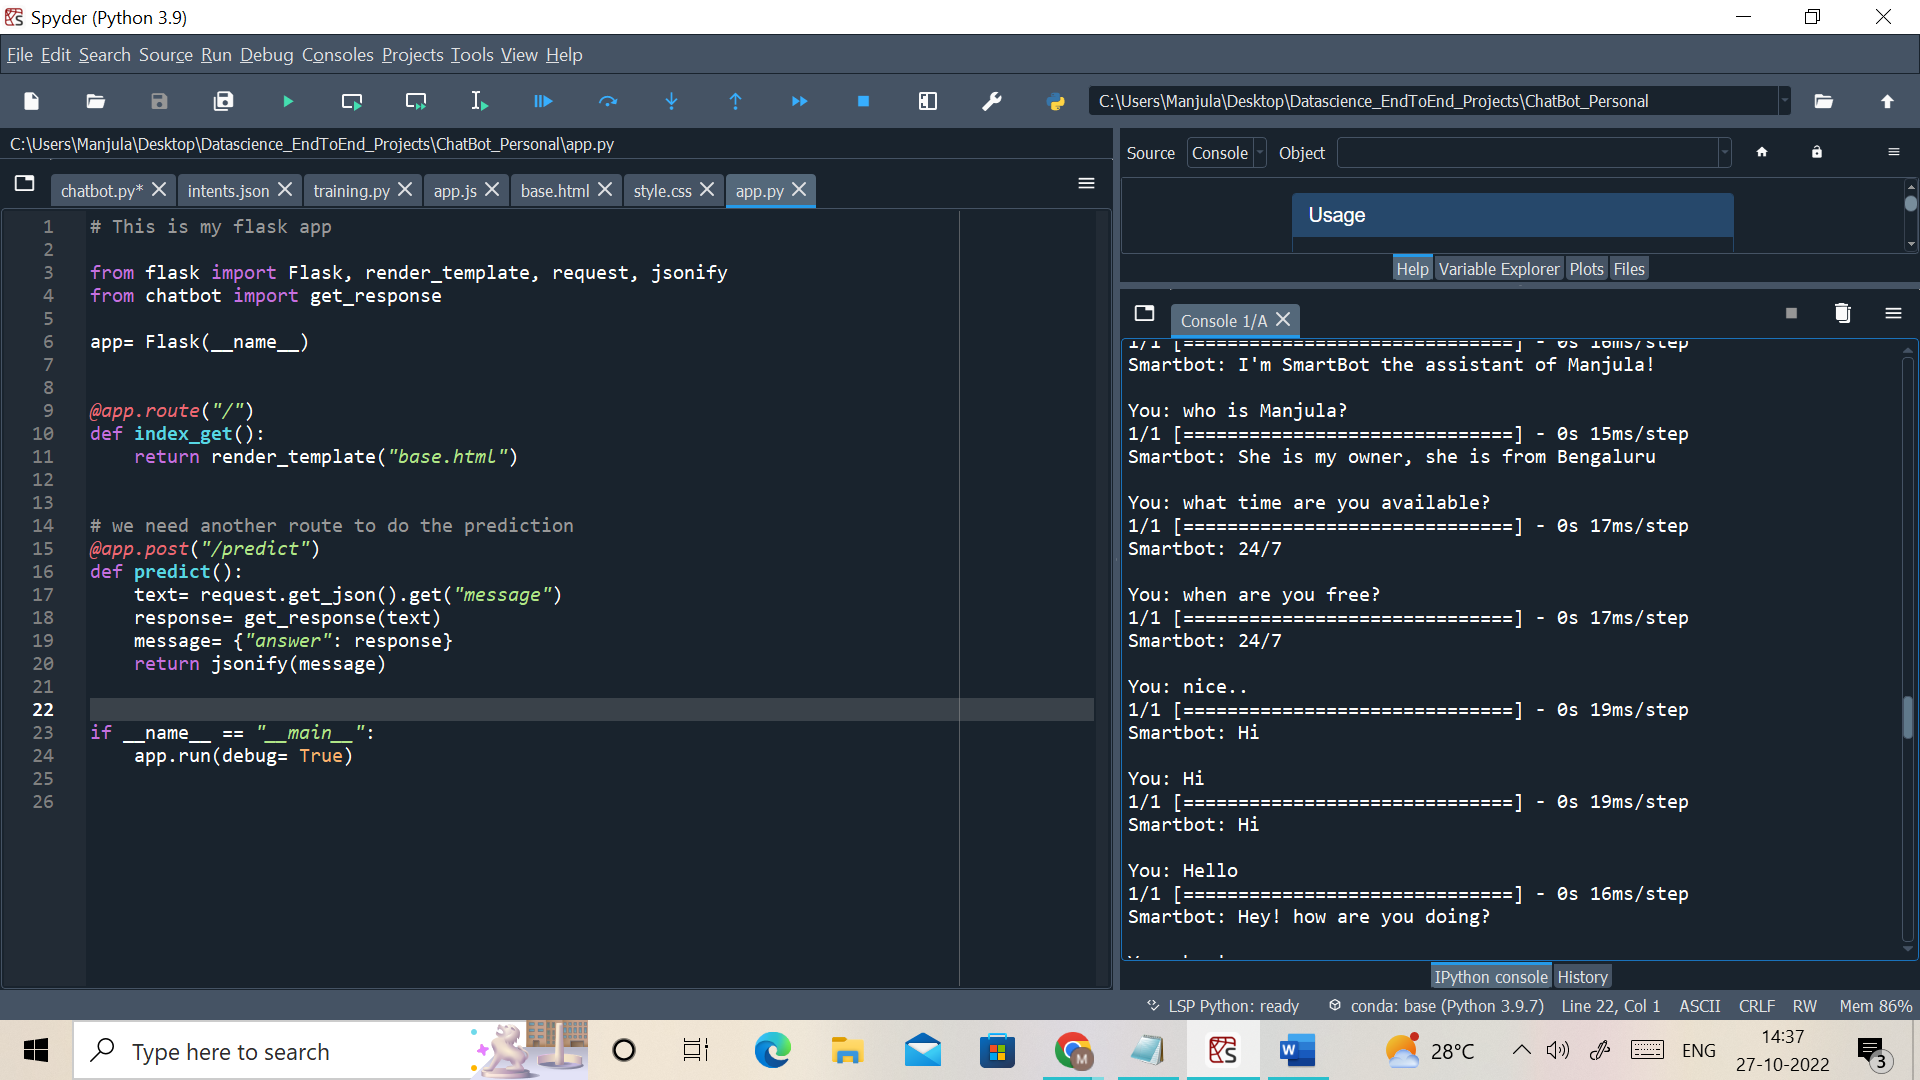 Spyder (Python 3.9)
File Edit Search Source Run Debug Consoles Projects Tools View Help
C:\Users\Manjula\Desktop\Datascience_EndToEnd_Projects\ChatBot_Personal
C:\Users\Manjula\Desktop\Datascience_EndToEnd_Projects\ChatBot_Personal\app.py
chatbot.py* intents.json training.py app.js base.html style.css app.py
1 # This is my flask app
2
3 from flask import Flask, render_template, request, jsonify
4 from chatbot import get_response
5
6 app= Flask(__name__)
7
8
9 @app.route("/")
10 def index_get():
11     return render_template("base.html")
12
13
14 # we need another route to do the prediction
15 @app.post("/predict")
16 def predict():
17     text= request.get_json().get("message")
18     response= get_response(text)
19     message= {"answer": response}
20     return jsonify(message)
21
22
23 if __name__ == "__main__":
24     app.run(debug= True)
25
26
Source Console Object
Usage
Help Variable Explorer Plots Files
Console 1/A
1/1 [==============================] - 0s 16ms/step
Smartbot: I'm SmartBot the assistant of Manjula!
You: who is Manjula?
1/1 [==============================] - 0s 15ms/step
Smartbot: She is my owner, she is from Bengaluru
You: what time are you available?
1/1 [==============================] - 0s 17ms/step
Smartbot: 24/7
You: when are you free?
1/1 [==============================] - 0s 17ms/step
Smartbot: 24/7
You: nice..
1/1 [==============================] - 0s 19ms/step
Smartbot: Hi
You: Hi
1/1 [==============================] - 0s 19ms/step
Smartbot: Hi
You: Hello
1/1 [==============================] - 0s 16ms/step
Smartbot: Hey! how are you doing?
IPython console History
LSP Python: ready conda: base (Python 3.9.7) Line 22, Col 1 ASCII CRLF RW Mem 86%
Type here to search
M
W
28°C
ENG
14:37
27-10-2022
3